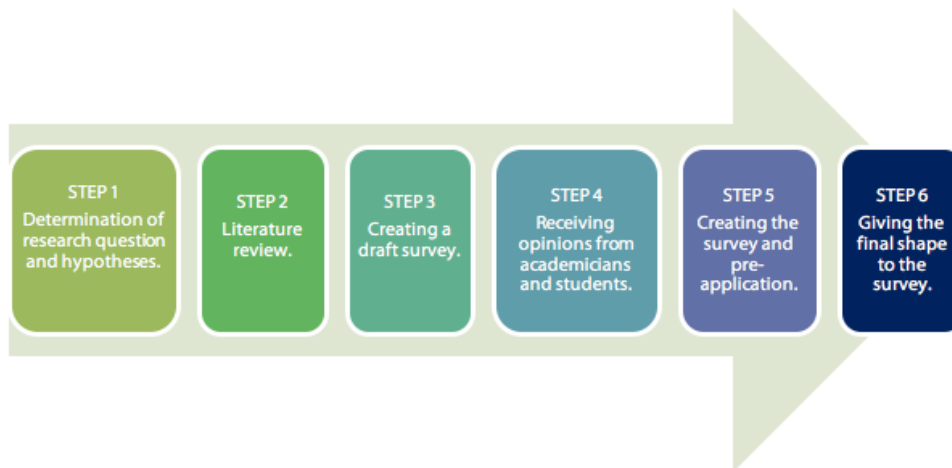 STEP 1
Determination of
research question
and hypotheses.
STEP 2
Literature
review.
STEP 3
Creating a
draft survey.
STEP 4
Receiving
opinions from
academicians
and students.
STEP 5
Creating the
survey and
pre-
application.
STEP 6
Giving the
final shape
to the
survey.